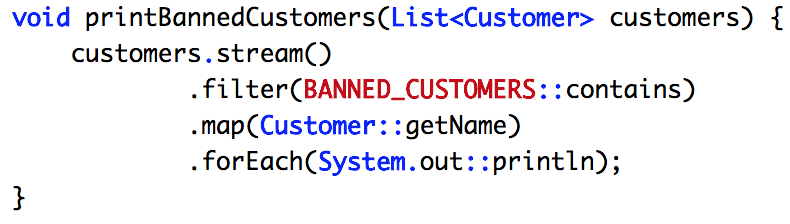 void printBannedCustomers(List<Customer> customers) {
    customers.stream()
            .filter(BANNED_CUSTOMERS::contains)
            .map(Customer::getName)
            .forEach(System.out::println);
}